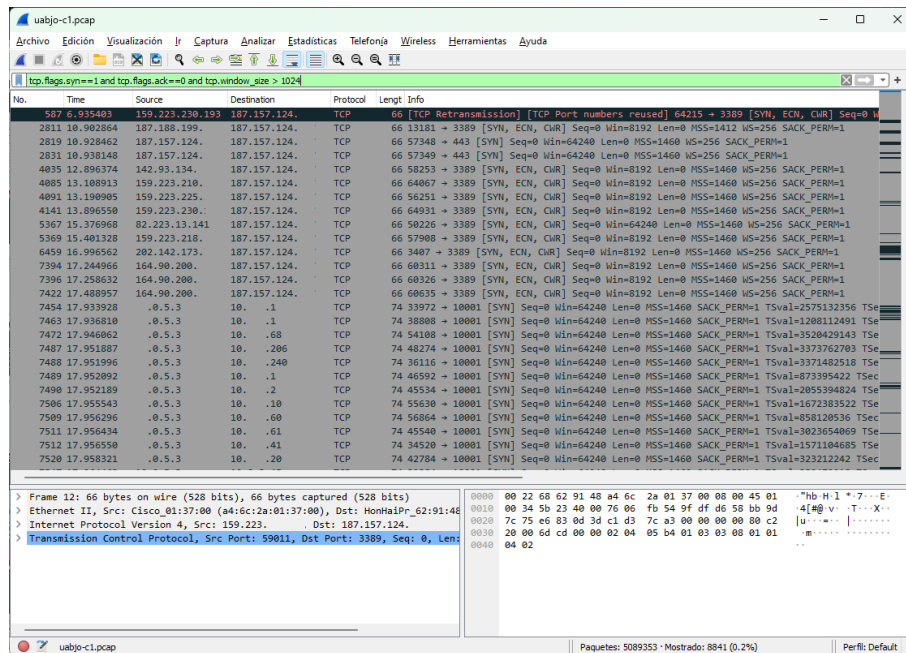 uabjo-c1.pcap
Archivo Edición Visualización Ir Captura Analizar Estadísticas Telefonía Wireless Herramientas Ayuda
tcp.flags.syn==1 and tcp.flags.ack==0 and tcp.window_size > 1024
No. Time Source Destination Protocol Lengt Info
587 6.935403 159.223.230.193 187.157.124. TCP 66 [TCP Retransmission] [TCP Port numbers reused] 64215 → 3389 [SYN, ECN, CWR] Seq=0 W
2811 10.902864 187.188.199. 187.157.124. TCP 66 13181 → 3389 [SYN, ECN, CWR] Seq=0 Win=8192 Len=0 MSS=1412 WS=256 SACK_PERM=1
2819 10.928462 187.157.124. 187.157.124. TCP 66 57348 → 443 [SYN] Seq=0 Win=64240 Len=0 MSS=1460 WS=256 SACK_PERM=1
2831 10.938148 187.157.124. 187.157.124. TCP 66 57349 → 443 [SYN] Seq=0 Win=64240 Len=0 MSS=1460 WS=256 SACK_PERM=1
4035 12.896374 142.93.134. 187.157.124. TCP 66 58253 → 3389 [SYN, ECN, CWR] Seq=0 Win=8192 Len=0 MSS=1460 WS=256 SACK_PERM=1
4085 13.108913 159.223.210. 187.157.124. TCP 66 64067 → 3389 [SYN, ECN, CWR] Seq=0 Win=8192 Len=0 MSS=1460 WS=256 SACK_PERM=1
4091 13.190905 159.223.225. 187.157.124. TCP 66 56251 → 3389 [SYN, ECN, CWR] Seq=0 Win=8192 Len=0 MSS=1460 WS=256 SACK_PERM=1
4141 13.896550 159.223.230. 187.157.124. TCP 66 64931 → 3389 [SYN, ECN, CWR] Seq=0 Win=8192 Len=0 MSS=1460 WS=256 SACK_PERM=1
5367 15.376968 82.223.13.141 187.157.124. TCP 66 50226 → 3389 [SYN, ECN, CWR] Seq=0 Win=64240 Len=0 MSS=1460 WS=256 SACK_PERM=1
5369 15.401328 159.223.218. 187.157.124. TCP 66 57908 → 3389 [SYN, ECN, CWR] Seq=0 Win=8192 Len=0 MSS=1460 WS=256 SACK_PERM=1
6459 16.996562 202.142.173. 187.157.124. TCP 66 3407 → 3389 [SYN, ECN, CWR] Seq=0 Win=8192 Len=0 MSS=1460 WS=256 SACK_PERM=1
7394 17.244966 164.90.200. 187.157.124. TCP 66 60311 → 3389 [SYN, ECN, CWR] Seq=0 Win=8192 Len=0 MSS=1460 WS=256 SACK_PERM=1
7396 17.258632 164.90.200. 187.157.124. TCP 66 60326 → 3389 [SYN, ECN, CWR] Seq=0 Win=8192 Len=0 MSS=1460 WS=256 SACK_PERM=1
7422 17.488957 164.90.200. 187.157.124. TCP 66 60635 → 3389 [SYN, ECN, CWR] Seq=0 Win=8192 Len=0 MSS=1460 WS=256 SACK_PERM=1
7454 17.933928 .0.5.3 10. .1 TCP 74 33972 → 10001 [SYN] Seq=0 Win=64240 Len=0 MSS=1460 SACK_PERM=1 TSval=2575132356 TSe
7463 17.936810 .0.5.3 10. .1 TCP 74 38808 → 10001 [SYN] Seq=0 Win=64240 Len=0 MSS=1460 SACK_PERM=1 TSval=1208112491 TSe
7472 17.946062 .0.5.3 10. .68 TCP 74 54108 → 10001 [SYN] Seq=0 Win=64240 Len=0 MSS=1460 SACK_PERM=1 TSval=3520429143 TSe
7487 17.951887 .0.5.3 10. .206 TCP 74 48274 → 10001 [SYN] Seq=0 Win=64240 Len=0 MSS=1460 SACK_PERM=1 TSval=3373762703 TSe
7488 17.951996 .0.5.3 10. .240 TCP 74 36116 → 10001 [SYN] Seq=0 Win=64240 Len=0 MSS=1460 SACK_PERM=1 TSval=3371482518 TSe
7489 17.952092 .0.5.3 10. .1 TCP 74 46592 → 10001 [SYN] Seq=0 Win=64240 Len=0 MSS=1460 SACK_PERM=1 TSval=873395422 TSec
7490 17.952189 .0.5.3 10. .2 TCP 74 45534 → 10001 [SYN] Seq=0 Win=64240 Len=0 MSS=1460 SACK_PERM=1 TSval=2055394824 TSe
7506 17.955543 .0.5.3 10. .10 TCP 74 55630 → 10001 [SYN] Seq=0 Win=64240 Len=0 MSS=1460 SACK_PERM=1 TSval=1672383522 TSe
7509 17.956296 .0.5.3 10. .60 TCP 74 56864 → 10001 [SYN] Seq=0 Win=64240 Len=0 MSS=1460 SACK_PERM=1 TSval=858120536 TSec
7511 17.956434 .0.5.3 10. .61 TCP 74 45540 → 10001 [SYN] Seq=0 Win=64240 Len=0 MSS=1460 SACK_PERM=1 TSval=3023654069 TSe
7512 17.956550 .0.5.3 10. .41 TCP 74 34520 → 10001 [SYN] Seq=0 Win=64240 Len=0 MSS=1460 SACK_PERM=1 TSval=1571104685 TSe
7520 17.958321 .0.5.3 10. .20 TCP 74 42784 → 10001 [SYN] Seq=0 Win=64240 Len=0 MSS=1460 SACK_PERM=1 TSval=323212242 TSec
Frame 12: 66 bytes on wire (528 bits), 66 bytes captured (528 bits)
Ethernet II, Src: Cisco_01:37:00 (a4:6c:2a:01:37:00), Dst: HonHaiPr_62:91:48
Internet Protocol Version 4, Src: 159.223. , Dst: 187.157.124.
Transmission Control Protocol, Src Port: 59011, Dst Port: 3389, Seq: 0, Len:
0000 00 22 68 62 91 48 a4 6c 2a 01 37 00 08 00 45 01 ·"hb·H·l *·7···E·
0010 00 34 5b 23 40 00 76 06 fb 54 9f df d6 58 bb 9d ·4[#@·v· ·T···X··
0020 7c 75 e6 83 0d 3d c1 d3 7c a3 00 00 00 00 80 c2 |u···=·· |·······
0030 20 00 6d cd 00 00 02 04 05 b4 01 03 03 08 01 01 ·m····· ········
0040 04 02 ··
uabjo-c1.pcap Paquetes: 5089353 · Mostrado: 8841 (0.2%) Perfil: Default